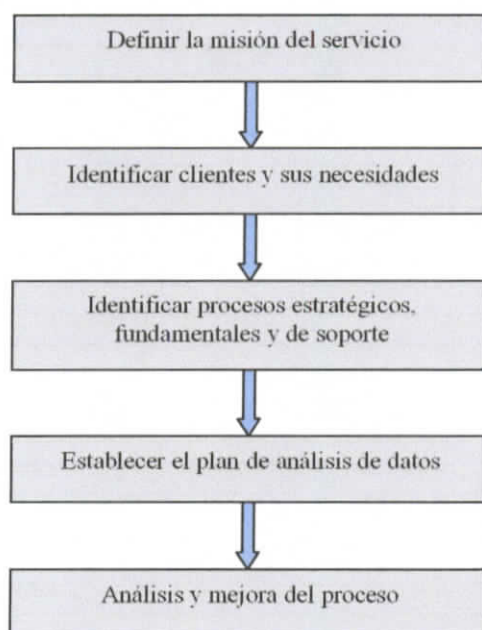 Definir la misión del servicio
Identificar clientes y sus necesidades
Identificar procesos estratégicos,
fundamentales y de soporte
Establecer el plan de análisis de datos
Análisis y mejora del proceso